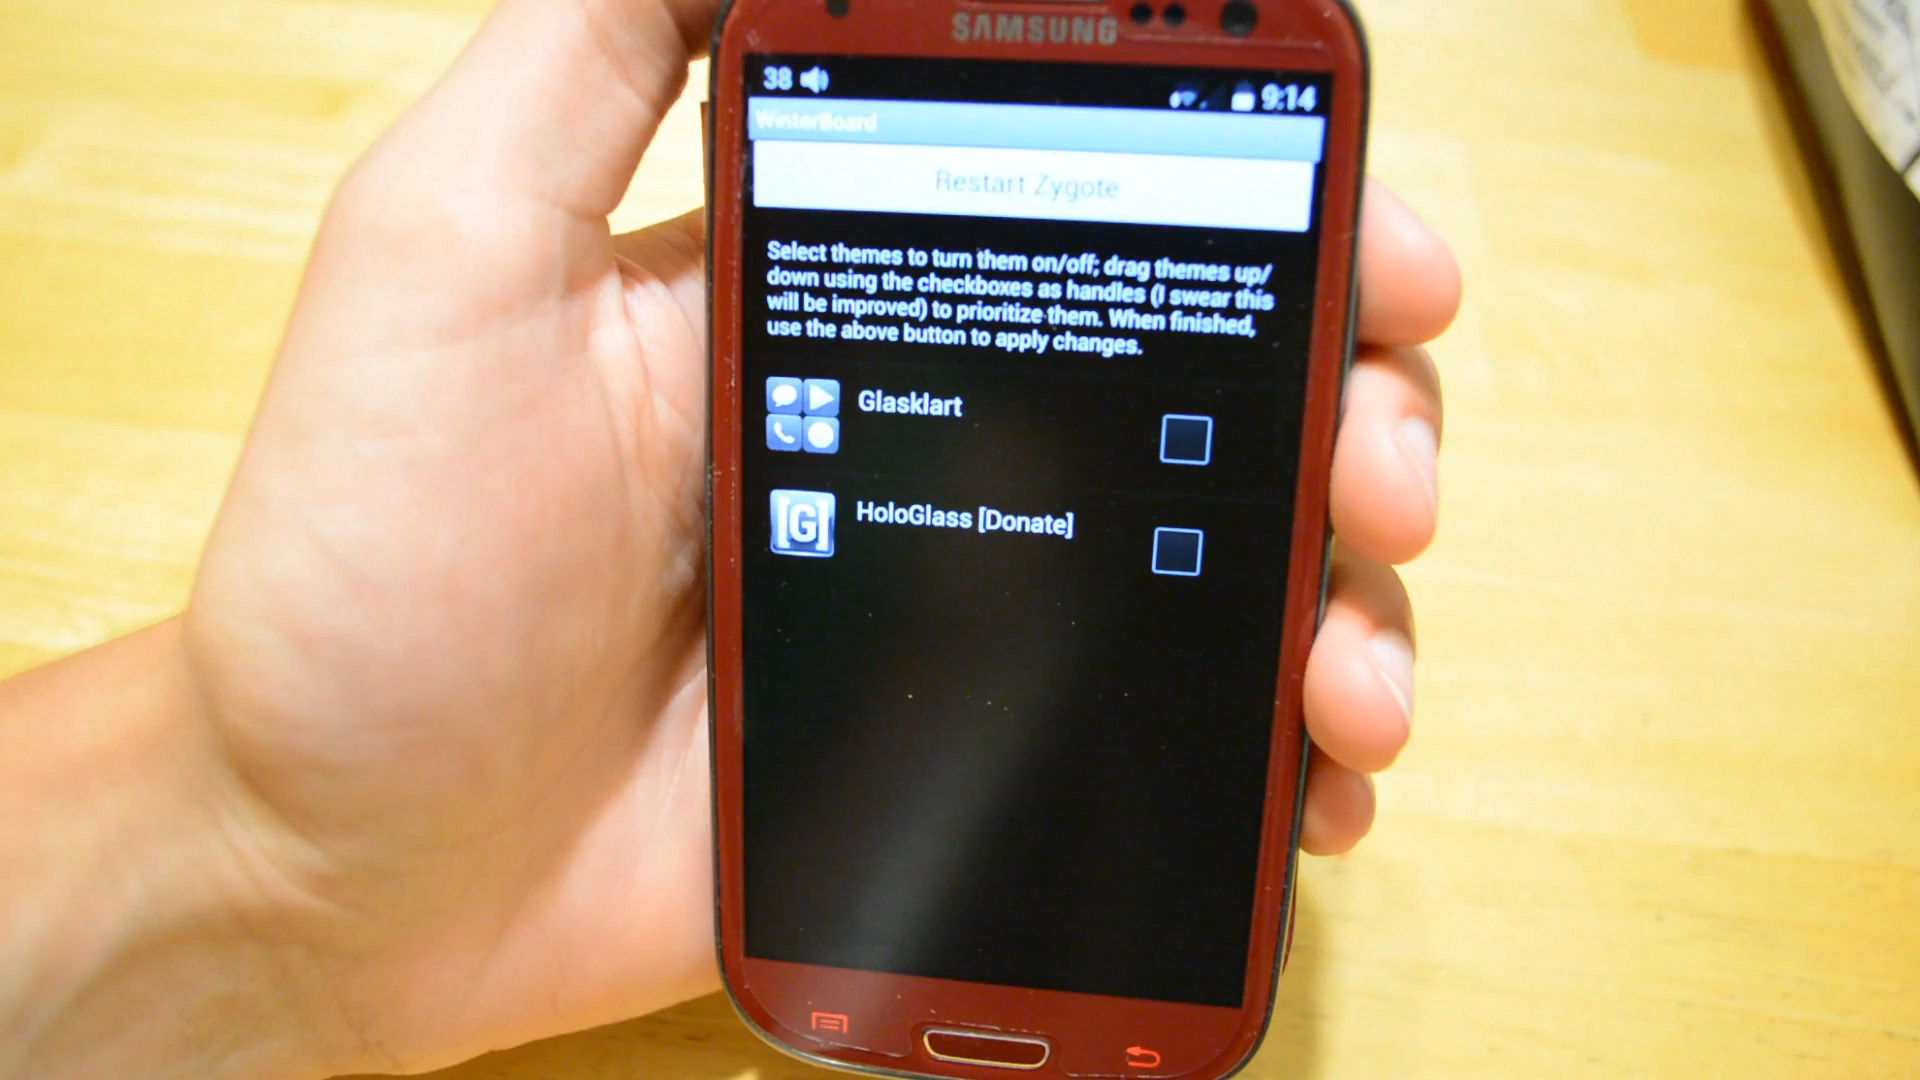 SAMSUNG
38 9:14
WinterBoard
Restart Zygote
Select themes to turn them on/off; drag themes up/
down using the checkboxes as handles (I swear this
will be improved) to prioritize them. When finished,
use the above button to apply changes.
Glasklart
[G] HoloGlass [Donate]